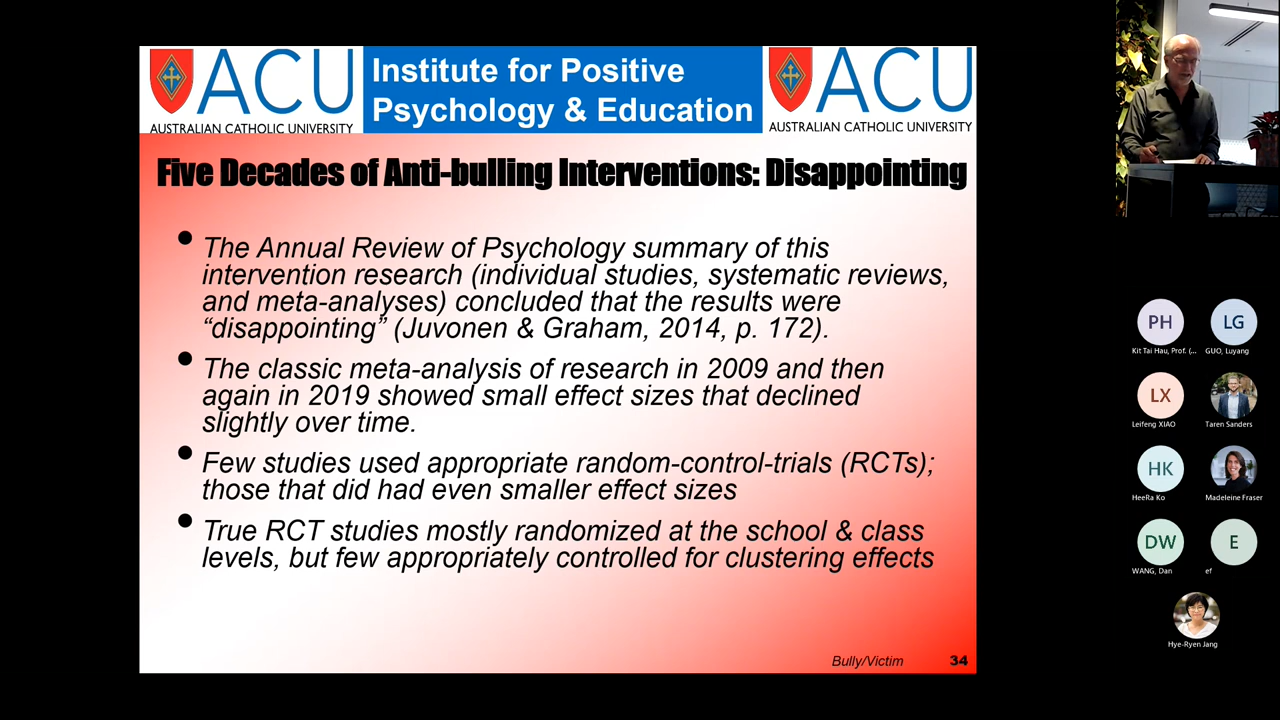 ACU
AUSTRALIAN CATHOLIC UNIVERSITY
Institute for Positive
Psychology & Education
ACU
AUSTRALIAN CATHOLIC UNIVERSITY
Five Decades of Anti-bulling Interventions: Disappointing
• The Annual Review of Psychology summary of this
intervention research (individual studies, systematic reviews,
and meta-analyses) concluded that the results were
“disappointing” (Juvonen & Graham, 2014, p. 172).
• The classic meta-analysis of research in 2009 and then
again in 2019 showed small effect sizes that declined
slightly over time.
• Few studies used appropriate random-control-trials (RCTs);
those that did had even smaller effect sizes
• True RCT studies mostly randomized at the school & class
levels, but few appropriately controlled for clustering effects
Bully/Victim
34
PH
Kit Tai Hau, Prof. (...
LG
GUO, Luyang
LX
Leifeng XIAO
Taren Sanders
HK
HeeRa Ko
Madeleine Fraser
DW
WANG, Dan
E
ef
Hye-Ryen Jang